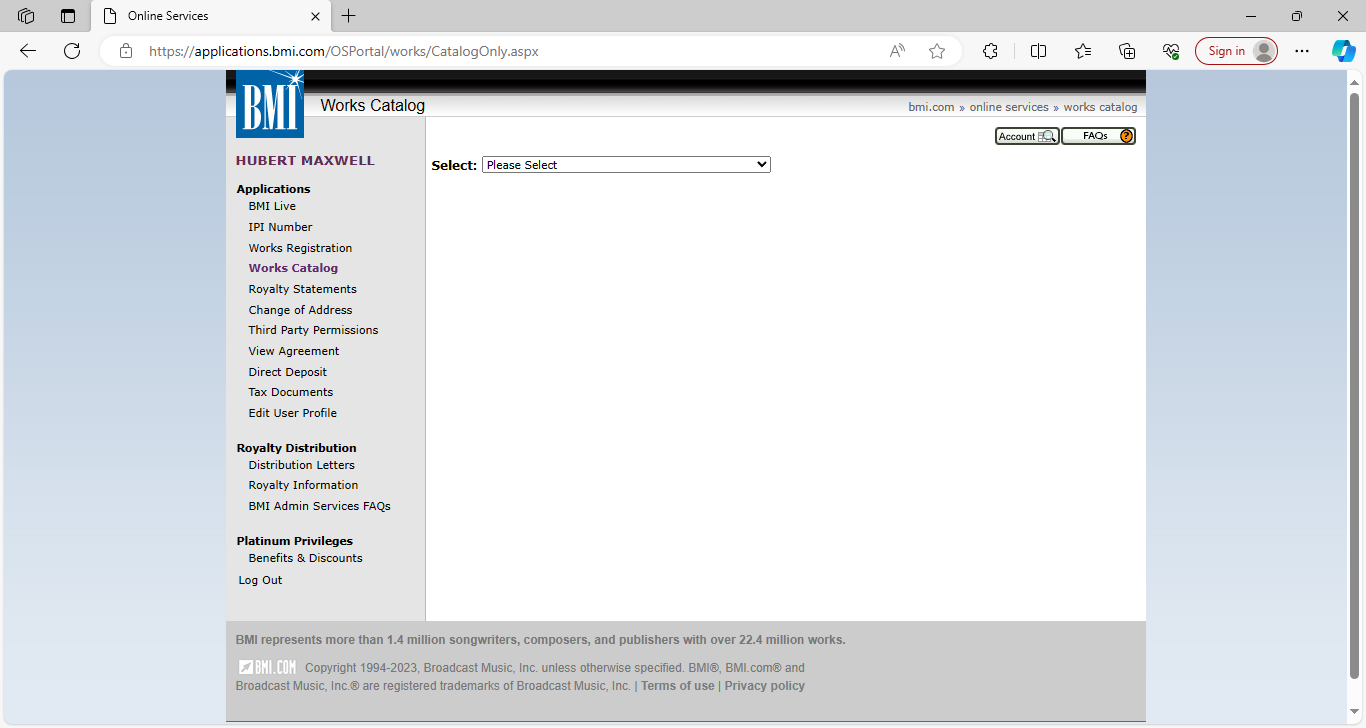 Online Services
https://applications.bmi.com/OSPortal/works/CatalogOnly.aspx
Sign in
BMI
Works Catalog
bmi.com » online services » works catalog
Account
FAQs ?
HUBERT MAXWELL
Select: Please Select
Applications
BMI Live
IPI Number
Works Registration
Works Catalog
Royalty Statements
Change of Address
Third Party Permissions
View Agreement
Direct Deposit
Tax Documents
Edit User Profile
Royalty Distribution
Distribution Letters
Royalty Information
BMI Admin Services FAQs
Platinum Privileges
Benefits & Discounts
Log Out
BMI represents more than 1.4 million songwriters, composers, and publishers with over 22.4 million works.
BMI.COM Copyright 1994-2023, Broadcast Music, Inc. unless otherwise specified. BMI®, BMI.com® and
Broadcast Music, Inc.® are registered trademarks of Broadcast Music, Inc. | Terms of use | Privacy policy